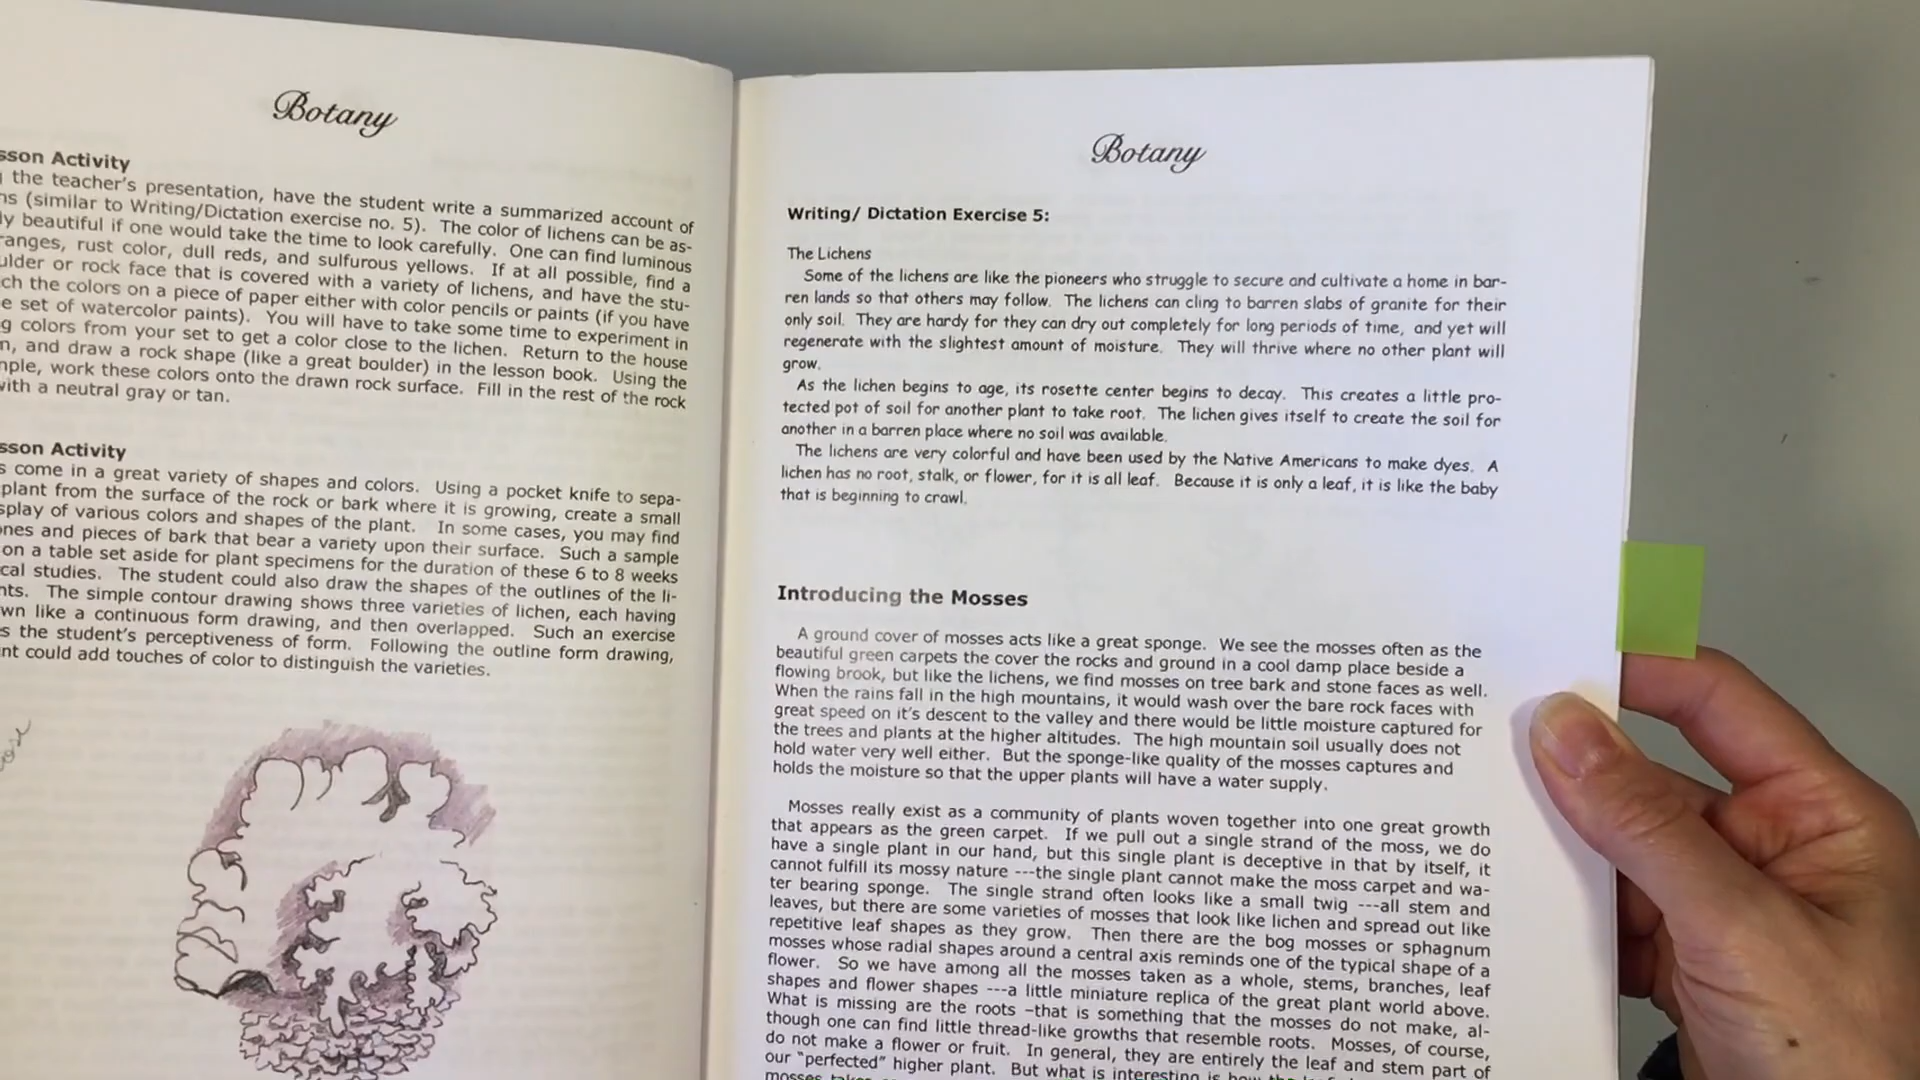 Botany
sson Activity
the teacher's presentation, have the student write a summarized account of
ns (similar to Writing/Dictation exercise no. 5). The color of lichens can be as-
ly beautiful if one would take the time to look carefully. One can find luminous
ranges, rust color, dull reds, and sulfurous yellows. If at all possible, find a
ulder or rock face that is covered with a variety of lichens, and have the stu-
ch the colors on a piece of paper either with color pencils or paints (if you have
e set of watercolor paints). You will have to take some time to experiment in
g colors from your set to get a color close to the lichen. Return to the house
n, and draw a rock shape (like a great boulder) in the lesson book. Using the
mple, work these colors onto the drawn rock surface. Fill in the rest of the rock
with a neutral gray or tan.
sson Activity
s come in a great variety of shapes and colors. Using a pocket knife to sepa-
plant from the surface of the rock or bark where it is growing, create a small
splay of various colors and shapes of the plant. In some cases, you may find
ones and pieces of bark that bear a variety upon their surface. Such a sample
on a table set aside for plant specimens for the duration of these 6 to 8 weeks
cal studies. The student could also draw the shapes of the outlines of the li-
nts. The simple contour drawing shows three varieties of lichen, each having
wn like a continuous form drawing, and then overlapped. Such an exercise
s the student's perceptiveness of form. Following the outline form drawing,
nt could add touches of color to distinguish the varieties.
Botany
Writing/ Dictation Exercise 5:
The Lichens
Some of the lichens are like the pioneers who struggle to secure and cultivate a home in bar-
ren lands so that others may follow. The lichens can cling to barren slabs of granite for their
only soil. They are hardy for they can dry out completely for long periods of time, and yet will
regenerate with the slightest amount of moisture. They will thrive where no other plant will
grow.
As the lichen begins to age, its rosette center begins to decay. This creates a little pro-
tected pot of soil for another plant to take root. The lichen gives itself to create the soil for
another in a barren place where no soil was available.
The lichens are very colorful and have been used by the Native Americans to make dyes. A
lichen has no root, stalk, or flower, for it is all leaf. Because it is only a leaf, it is like the baby
that is beginning to crawl.
Introducing the Mosses
A ground cover of mosses acts like a great sponge. We see the mosses often as the
beautiful green carpets the cover the rocks and ground in a cool damp place beside a
flowing brook, but like the lichens, we find mosses on tree bark and stone faces as well.
When the rains fall in the high mountains, it would wash over the bare rock faces with
great speed on it's descent to the valley and there would be little moisture captured for
the trees and plants at the higher altitudes. The high mountain soil usually does not
hold water very well either. But the sponge-like quality of the mosses captures and
holds the moisture so that the upper plants will have a water supply.
Mosses really exist as a community of plants woven together into one great growth
that appears as the green carpet. If we pull out a single strand of the moss, we do
have a single plant in our hand, but this single plant is deceptive in that by itself, it
cannot fulfill its mossy nature ---the single plant cannot make the moss carpet and wa-
ter bearing sponge. The single strand often looks like a small twig ---all stem and
leaves, but there are some varieties of mosses that look like lichen and spread out like
repetitive leaf shapes as they grow. Then there are the bog mosses or sphagnum
mosses whose radial shapes around a central axis reminds one of the typical shape of a
flower. So we have among all the mosses taken as a whole, stems, branches, leaf
shapes and flower shapes ---a little miniature replica of the great plant world above.
What is missing are the roots –that is something that the mosses do not make, al-
though one can find little thread-like growths that resemble roots. Mosses, of course,
do not make a flower or fruit. In general, they are entirely the leaf and stem part of
our "perfected" higher plant. But what is interesting is how the
mosses